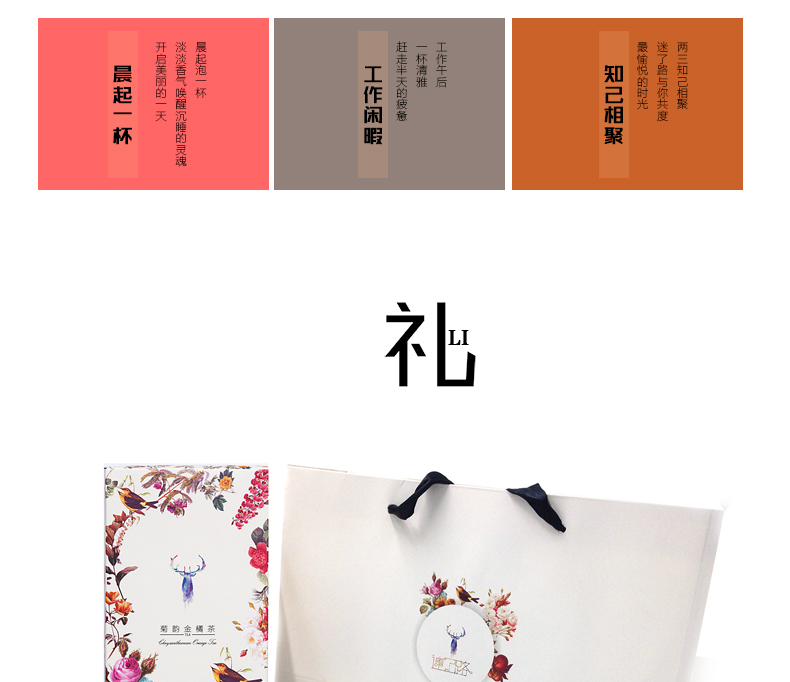 晨起一杯
晨起泡一杯
淡淡香气唤醒沉睡的灵魂
开启美丽的一天
工作闲暇
工作午后
一杯清雅
赶走半天的疲惫
知己相聚
两三知己相聚
迷了路与你共度
最愉悦的时光
礼
LI
菊韵金橘茶
TEA
Chrysanthemum Orange Tea